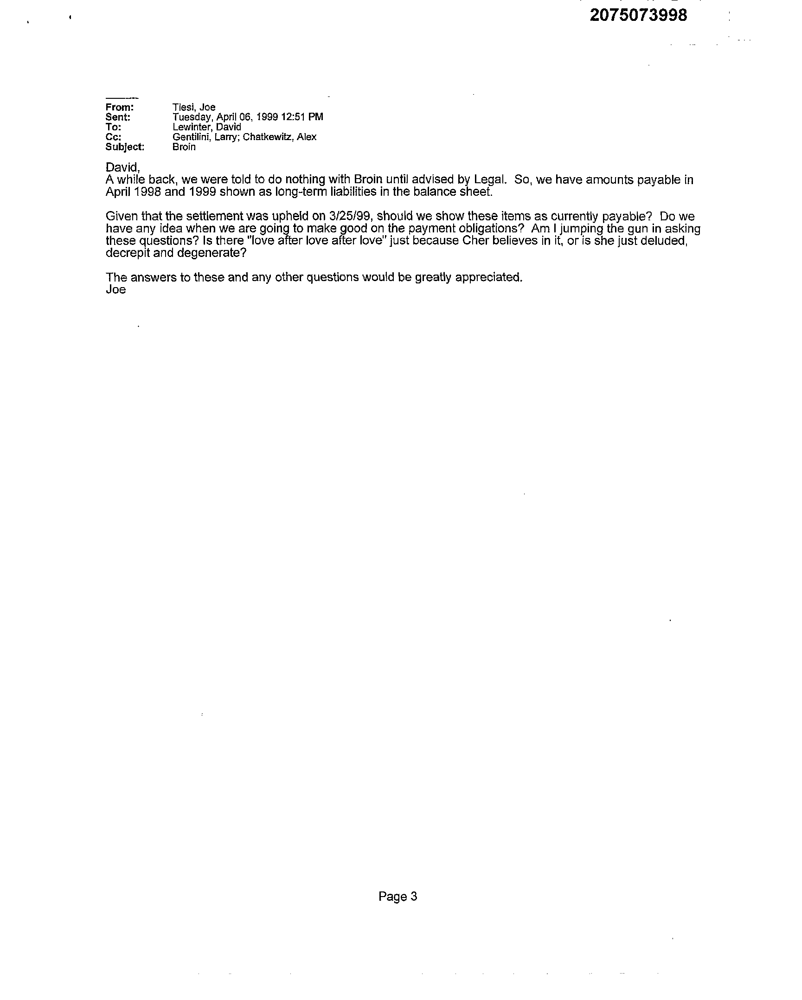 2075073998
From: Tiesi, Joe
Sent: Tuesday, April 06, 1999 12:51 PM
To: Lewinter, David
Cc: Gentilini, Larry; Chatkewitz, Alex
Subject: Broin
David,
A while back, we were told to do nothing with Broin until advised by Legal.  So, we have amounts payable in
April 1998 and 1999 shown as long-term liabilities in the balance sheet.
Given that the settlement was upheld on 3/25/99, should we show these items as currently payable?  Do we
have any idea when we are going to make good on the payment obligations?  Am I jumping the gun in asking
these questions? Is there "love after love after love" just because Cher believes in it, or is she just deluded,
decrepit and degenerate?
The answers to these and any other questions would be greatly appreciated.
Joe
Page 3